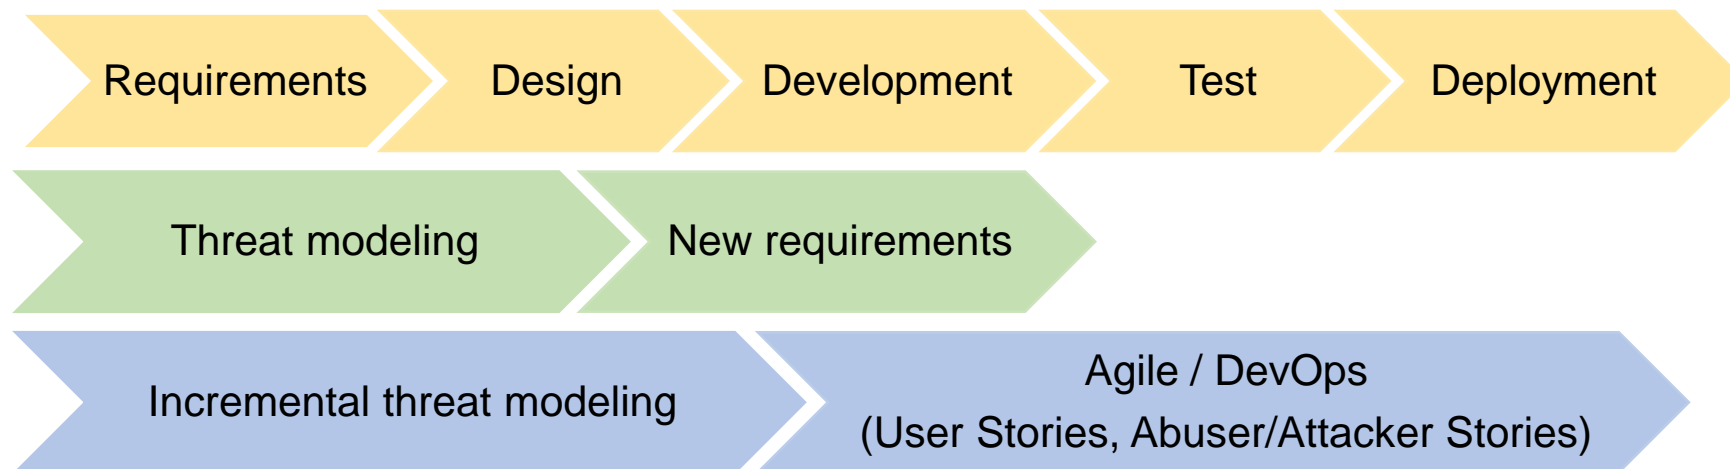 Requirements
Design
Development
Test
Deployment
Threat modeling
New requirements
Incremental threat modeling
Agile / DevOps
(User Stories, Abuser/Attacker Stories)